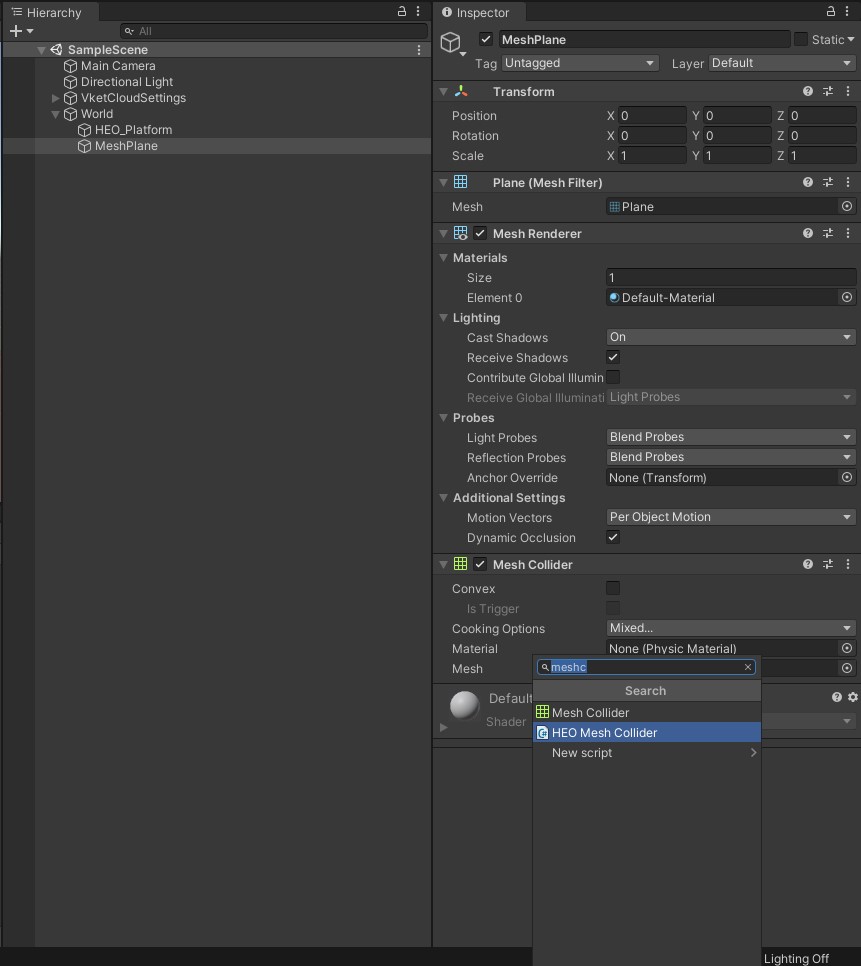 Hierarchy
All
SampleScene
Main Camera
Directional Light
VketCloudSettings
World
HEO_Platform
MeshPlane
Inspector
MeshPlane Static
Tag Untagged Layer Default
Transform
Position X 0 Y 0 Z 0
Rotation X 0 Y 0 Z 0
Scale X 1 Y 1 Z 1
Plane (Mesh Filter)
Mesh Plane
Mesh Renderer
Materials
Size 1
Element 0 Default-Material
Lighting
Cast Shadows On
Receive Shadows
Contribute Global Illumin
Receive Global Illuminati Light Probes
Probes
Light Probes Blend Probes
Reflection Probes Blend Probes
Anchor Override None (Transform)
Additional Settings
Motion Vectors Per Object Motion
Dynamic Occlusion
Mesh Collider
Convex
Is Trigger
Cooking Options Mixed...
Material None (Physic Material)
Mesh
Default
Shader
meshc
Search
Mesh Collider
HEO Mesh Collider
New script
Lighting Off